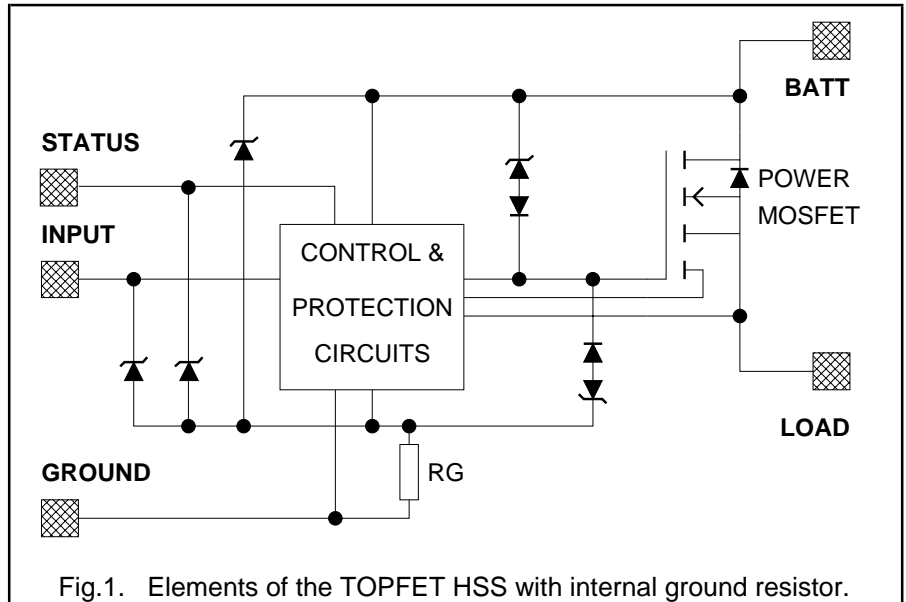 BATT
STATUS
POWER
MOSFET
INPUT
CONTROL &
PROTECTION
CIRCUITS
LOAD
GROUND
RG
Fig.1. Elements of the TOPFET HSS with internal ground resistor.